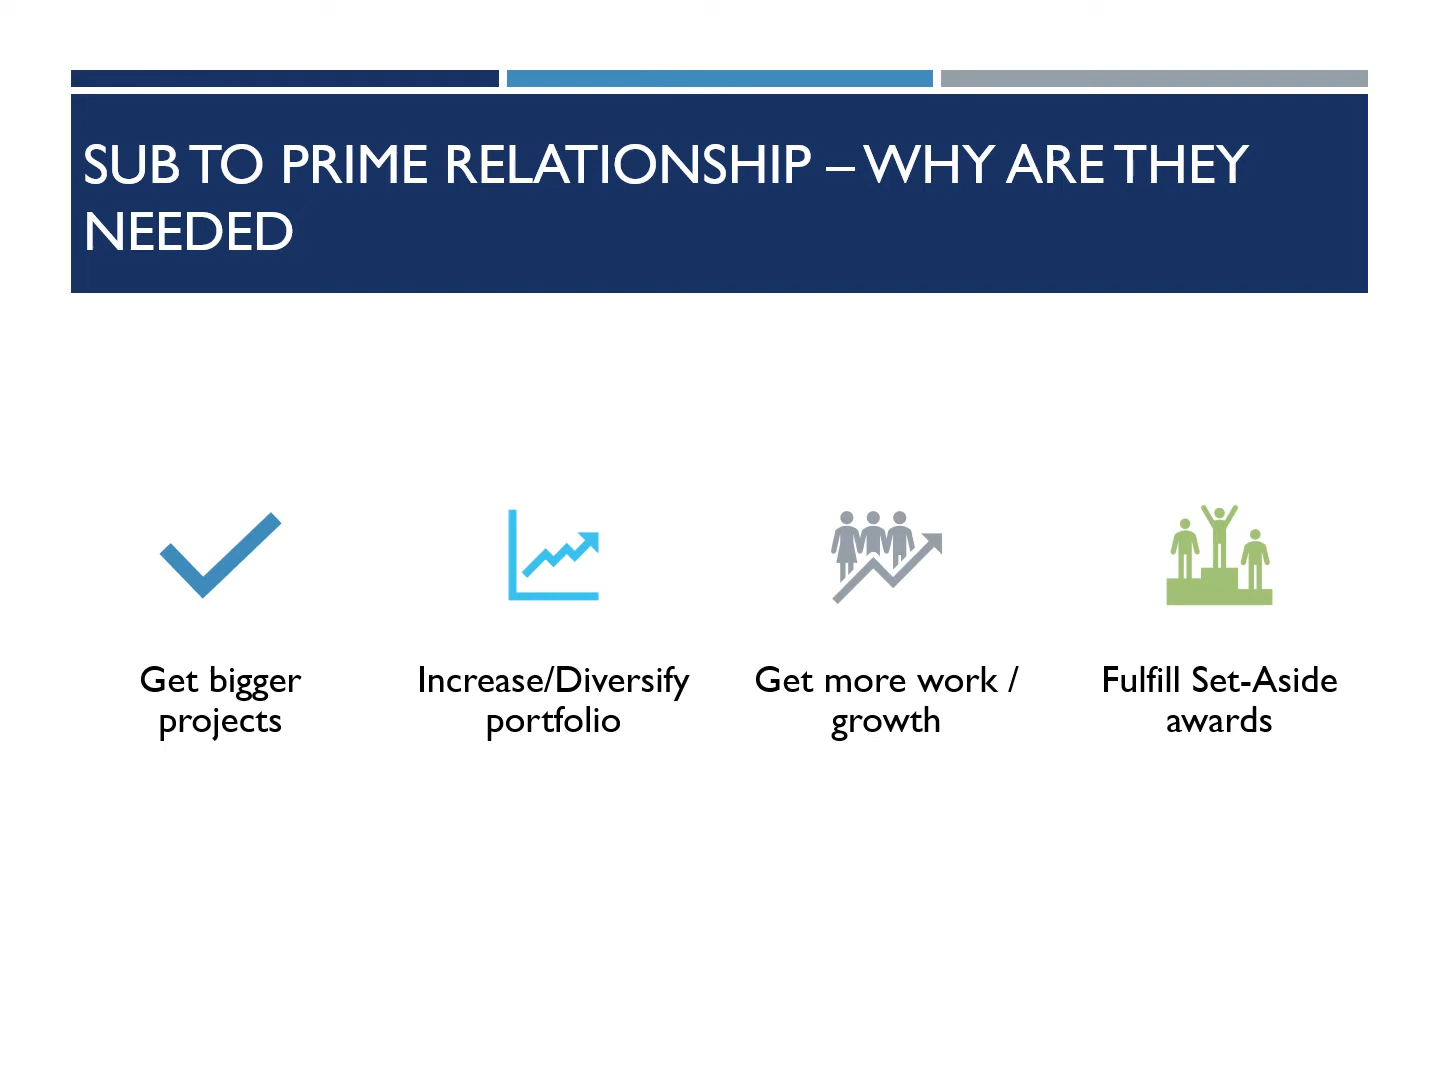 SUB TO PRIME RELATIONSHIP – WHY ARE THEY
NEEDED
Get bigger
projects
Increase/Diversify
portfolio
Get more work /
growth
Fulfill Set-Aside
awards